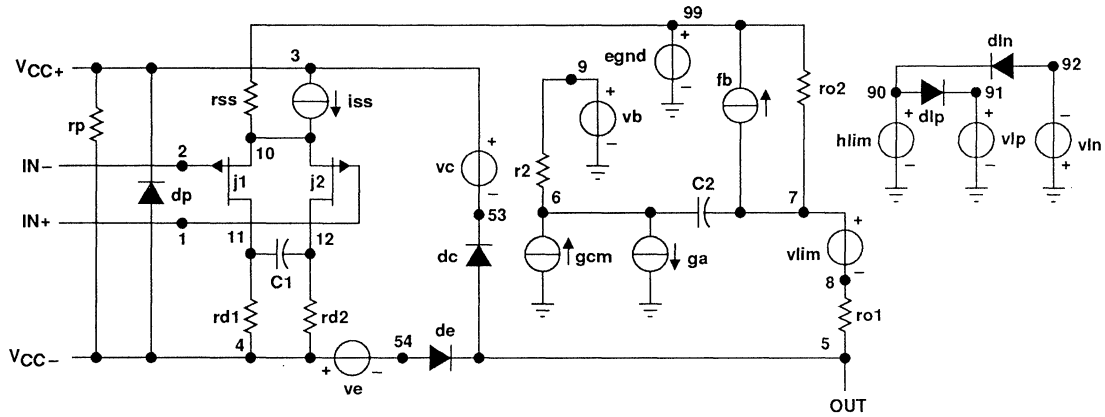 99
VCC+
3
rss
iss
rp
IN−
2
10
j1
j2
dp
IN+
1
11
12
C1
rd1
rd2
VCC−
4
+
ve
−
54
de
+
vc
−
53
dc
9
+
vb
−
r2
6
gcm
ga
C2
egnd
+
−
fb
ro2
7
+
vlim
−
8
ro1
5
OUT
dln
92
90
dlp
91
+
hlim
−
+
vlp
−
−
vln
+